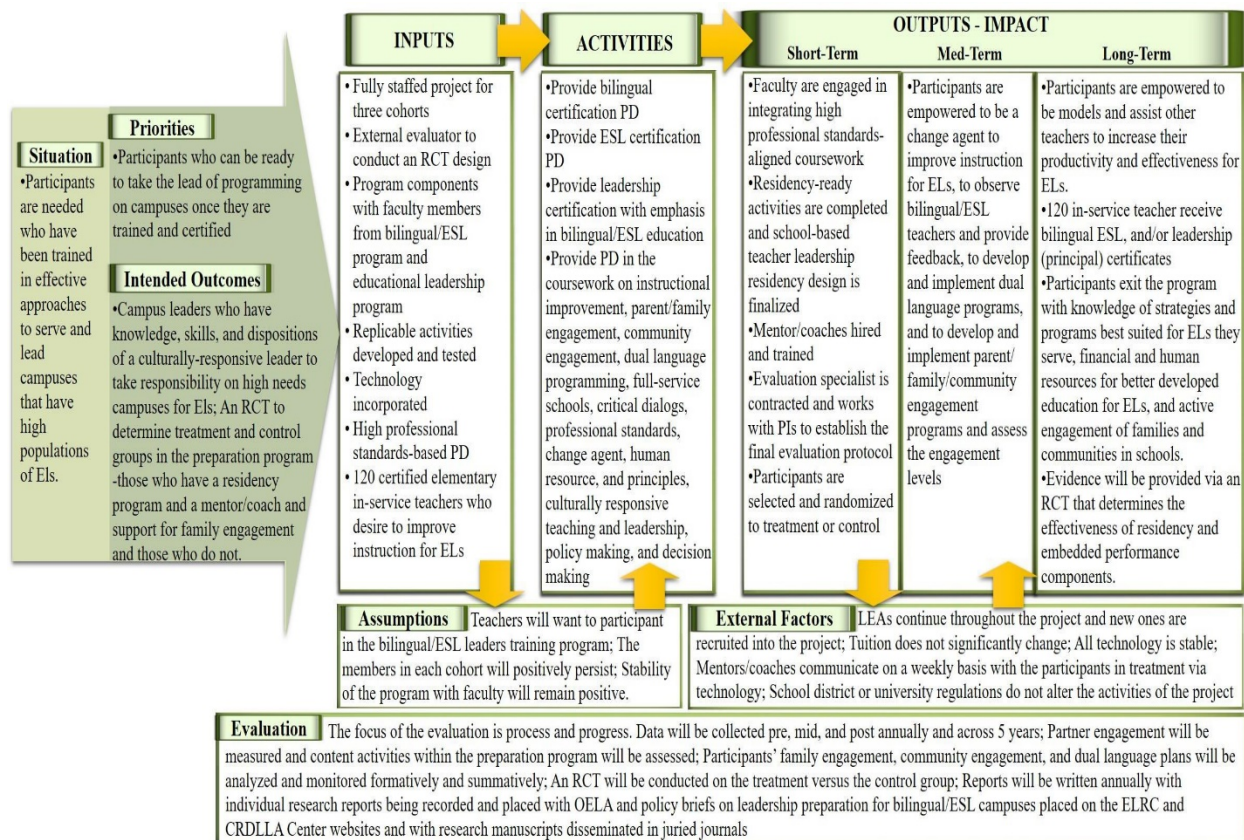 Situation
•Participants
are needed
who have
been trained
in effective
approaches
to serve and
lead
campuses
that have
high
populations
of Els.
Priorities
•Participants who can be ready
to take the lead of programming
on campuses once they are
trained and certified
Intended Outcomes
•Campus leaders who have
knowledge, skills, and dispositions
of a culturally-responsive leader to
take responsibility on high needs
campuses for Els; An RCT to
determine treatment and control
groups in the preparation program
-those who have a residency
program and a mentor/coach and
support for family engagement
and those who do not.
INPUTS
•Fully staffed project for
three cohorts
•External evaluator to
conduct an RCT design
•Program components
with faculty members
from bilingual/ESL
program and
educational leadership
program
•Replicable activities
developed and tested
•Technology
incorporated
•High professional
standards-based PD
•120 certified elementary
in-service teachers who
desire to improve
instruction for ELs
ACTIVITIES
•Provide bilingual
certification PD
•Provide ESL certification
PD
•Provide leadership
certification with emphasis
in bilingual/ESL education
•Provide PD in the
coursework on instructional
improvement, parent/family
engagement, community
engagement, dual language
programming, full-service
schools, critical dialogs,
professional standards,
change agent, human
resource, and principles,
culturally responsive
teaching and leadership,
policy making, and decision
making
OUTPUTS - IMPACT
Short-Term
•Faculty are engaged in
integrating high
professional standards-
aligned coursework
•Residency-ready
activities are completed
and school-based
teacher leadership
residency design is
finalized
•Mentor/coaches hired
and trained
•Evaluation specialist is
contracted and works
with PIs to establish the
final evaluation protocol
•Participants are
selected and randomized
to treatment or control
Med-Term
•Participants are
empowered to be a
change agent to
improve instruction
for ELs, to observe
bilingual/ESL
teachers and provide
feedback, to develop
and implement dual
language programs,
and to develop and
implement parent/
family/community
engagement
programs and assess
the engagement
levels
Long-Term
•Participants are empowered to
be models and assist other
teachers to increase their
productivity and effectiveness for
ELs.
•120 in-service teacher receive
bilingual ESL, and/or leadership
(principal) certificates
•Participants exit the program
with knowledge of strategies and
programs best suited for ELs they
serve, financial and human
resources for better developed
education for ELs, and active
engagement of families and
communities in schools.
•Evidence will be provided via an
RCT that determines the
effectiveness of residency and
embedded performance
components.
Assumptions Teachers will want to participant
in the bilingual/ESL leaders training program; The
members in each cohort will positively persist; Stability
of the program with faculty will remain positive.
External Factors LEAs continue throughout the project and new ones are
recruited into the project; Tuition does not significantly change; All technology is stable;
Mentors/coaches communicate on a weekly basis with the participants in treatment via
technology; School district or university regulations do not alter the activities of the project
Evaluation The focus of the evaluation is process and progress. Data will be collected pre, mid, and post annually and across 5 years; Partner engagement will be
measured and content activities within the preparation program will be assessed; Participants' family engagement, community engagement, and dual language plans will be
analyzed and monitored formatively and summatively; An RCT will be conducted on the treatment versus the control group; Reports will be written annually with
individual research reports being recorded and placed with OELA and policy briefs on leadership preparation for bilingual/ESL campuses placed on the ELRC and
CRDLLA Center websites and with research manuscripts disseminated in juried journals